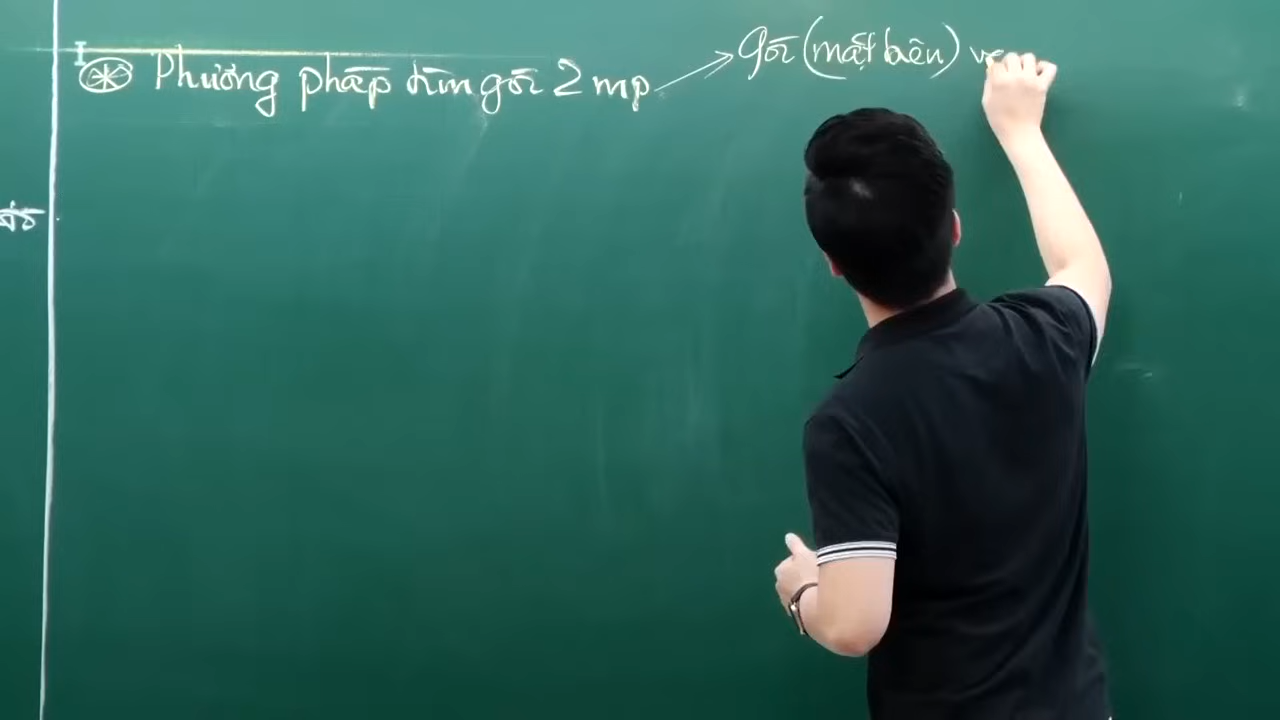 Phương pháp tìm góc 2 mp → góc (mặt bên)